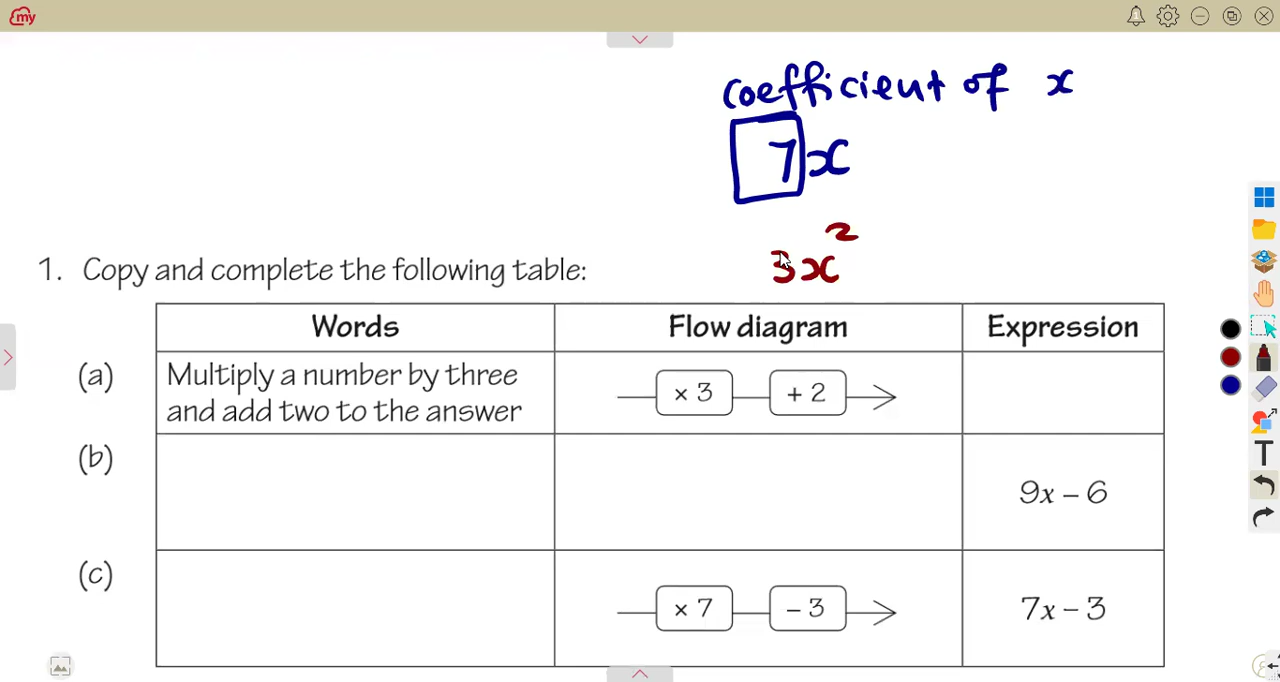 my
coefficient of x
7x
3x²
1. Copy and complete the following table:
Words Flow diagram Expression
(a) Multiply a number by three and add two to the answer × 3 + 2
(b) 9x – 6
(c) × 7 – 3 7x – 3
T